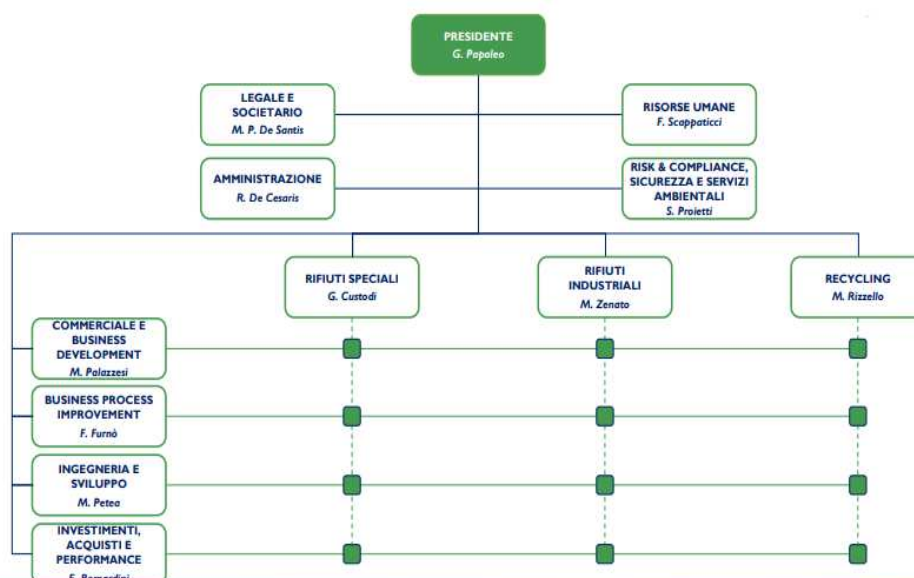 PRESIDENTE
G. Papaleo
LEGALE E
SOCIETARIO
M. P. De Santis
RISORSE UMANE
F. Scappaticci
AMMINISTRAZIONE
R. De Cesaris
RISK & COMPLIANCE,
SICUREZZA E SERVIZI
AMBIENTALI
S. Proietti
RIFIUTI SPECIALI
G. Custodi
RIFIUTI
INDUSTRIALI
M. Zenato
RECYCLING
M. Rizzello
COMMERCIALE E
BUSINESS
DEVELOPMENT
M. Palazzesi
BUSINESS PROCESS
IMPROVEMENT
F. Furnò
INGEGNERIA E
SVILUPPO
M. Petea
INVESTIMENTI,
ACQUISTI E
PERFORMANCE